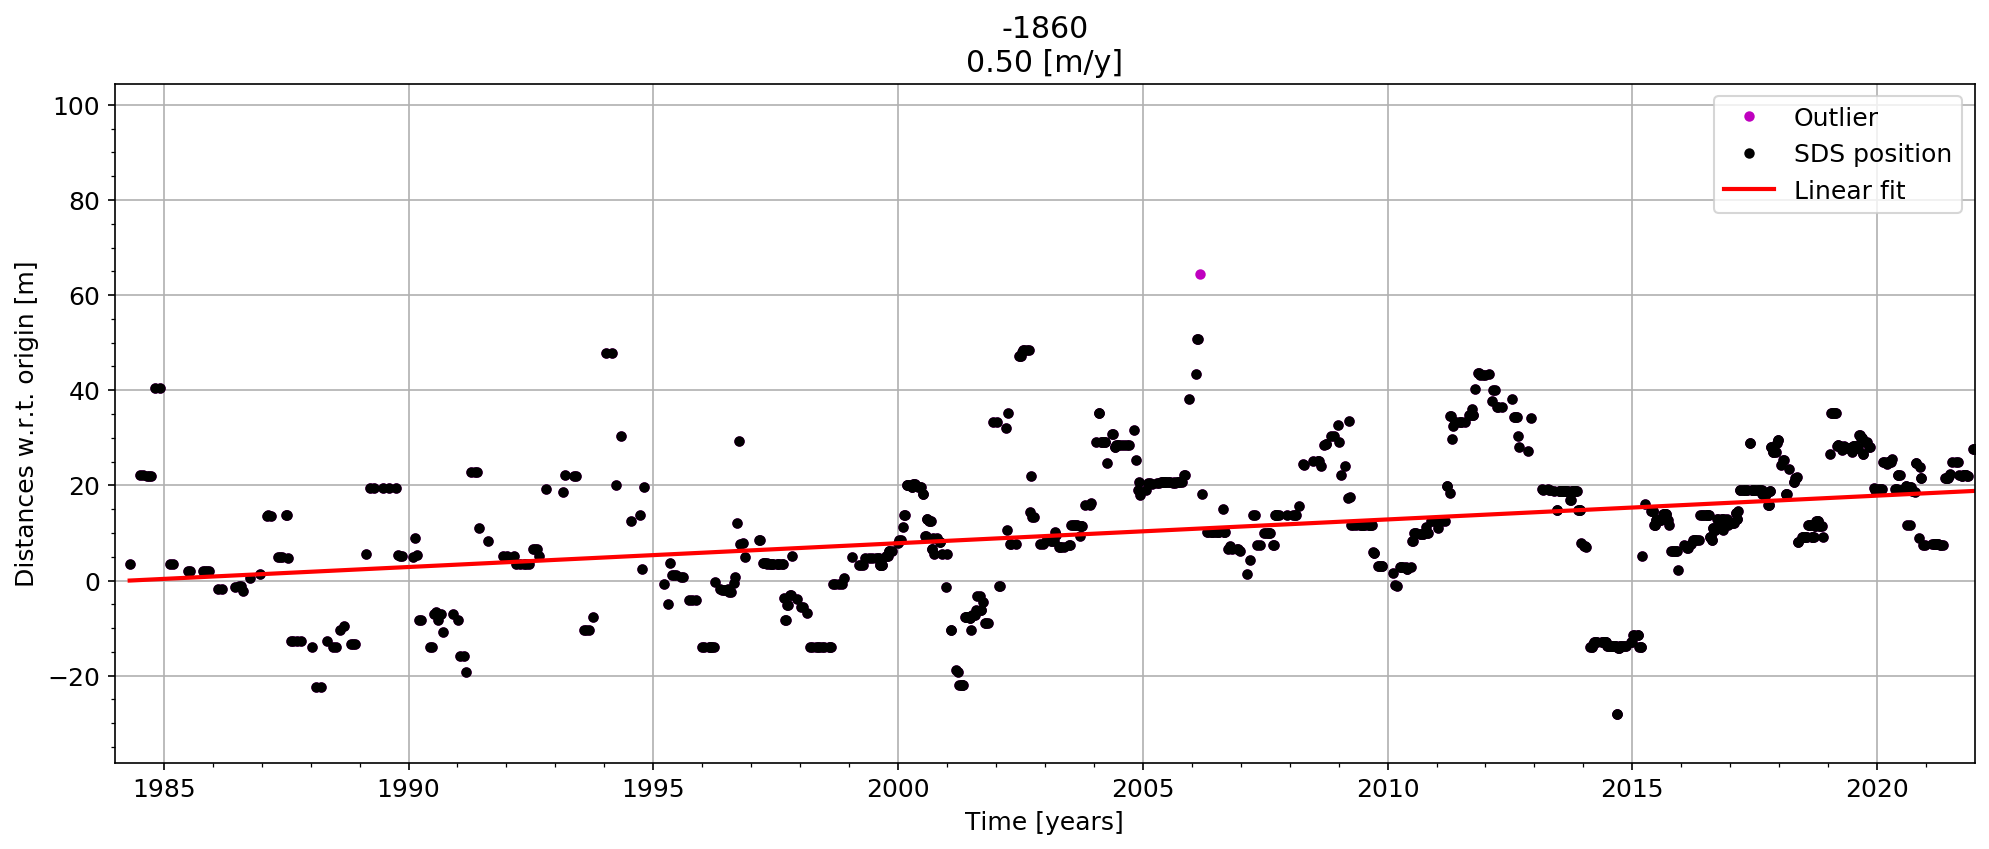 -1860
0.50 [m/y]
Outlier
SDS position
Linear fit
Distances w.r.t. origin [m]
100
80
60
40
20
0
−20
1985
1990
1995
2000
2005
2010
2015
2020
Time [years]